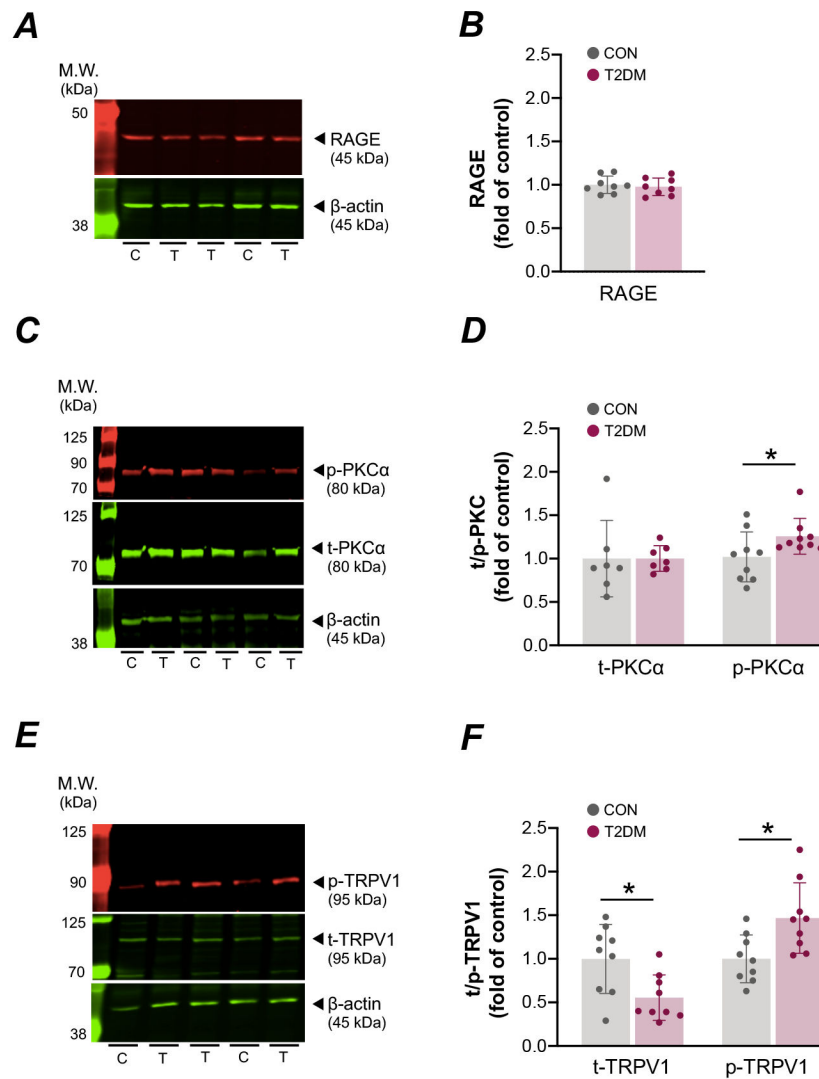 A
M.W.
(kDa)
50
38
RAGE
(45 kDa)
β-actin
(45 kDa)
C T T C T
B
CON
T2DM
RAGE
(fold of control)
2.5
2.0
1.5
1.0
0.5
0.0
RAGE
C
M.W.
(kDa)
125
90
70
125
70
38
p-PKCα
(80 kDa)
t-PKCα
(80 kDa)
β-actin
(45 kDa)
C T C T C T
D
CON
T2DM
t/p-PKC
(fold of control)
2.5
2.0
1.5
1.0
0.5
0.0
*
t-PKCα p-PKCα
E
M.W.
(kDa)
125
90
125
70
38
p-TRPV1
(95 kDa)
t-TRPV1
(95 kDa)
β-actin
(45 kDa)
C T T C T
F
CON
T2DM
t/p-TRPV1
(fold of control)
2.5
2.0
1.5
1.0
0.5
0.0
*
*
t-TRPV1 p-TRPV1